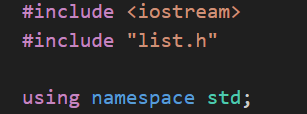 #include <iostream>
#include "list.h"
using namespace std;